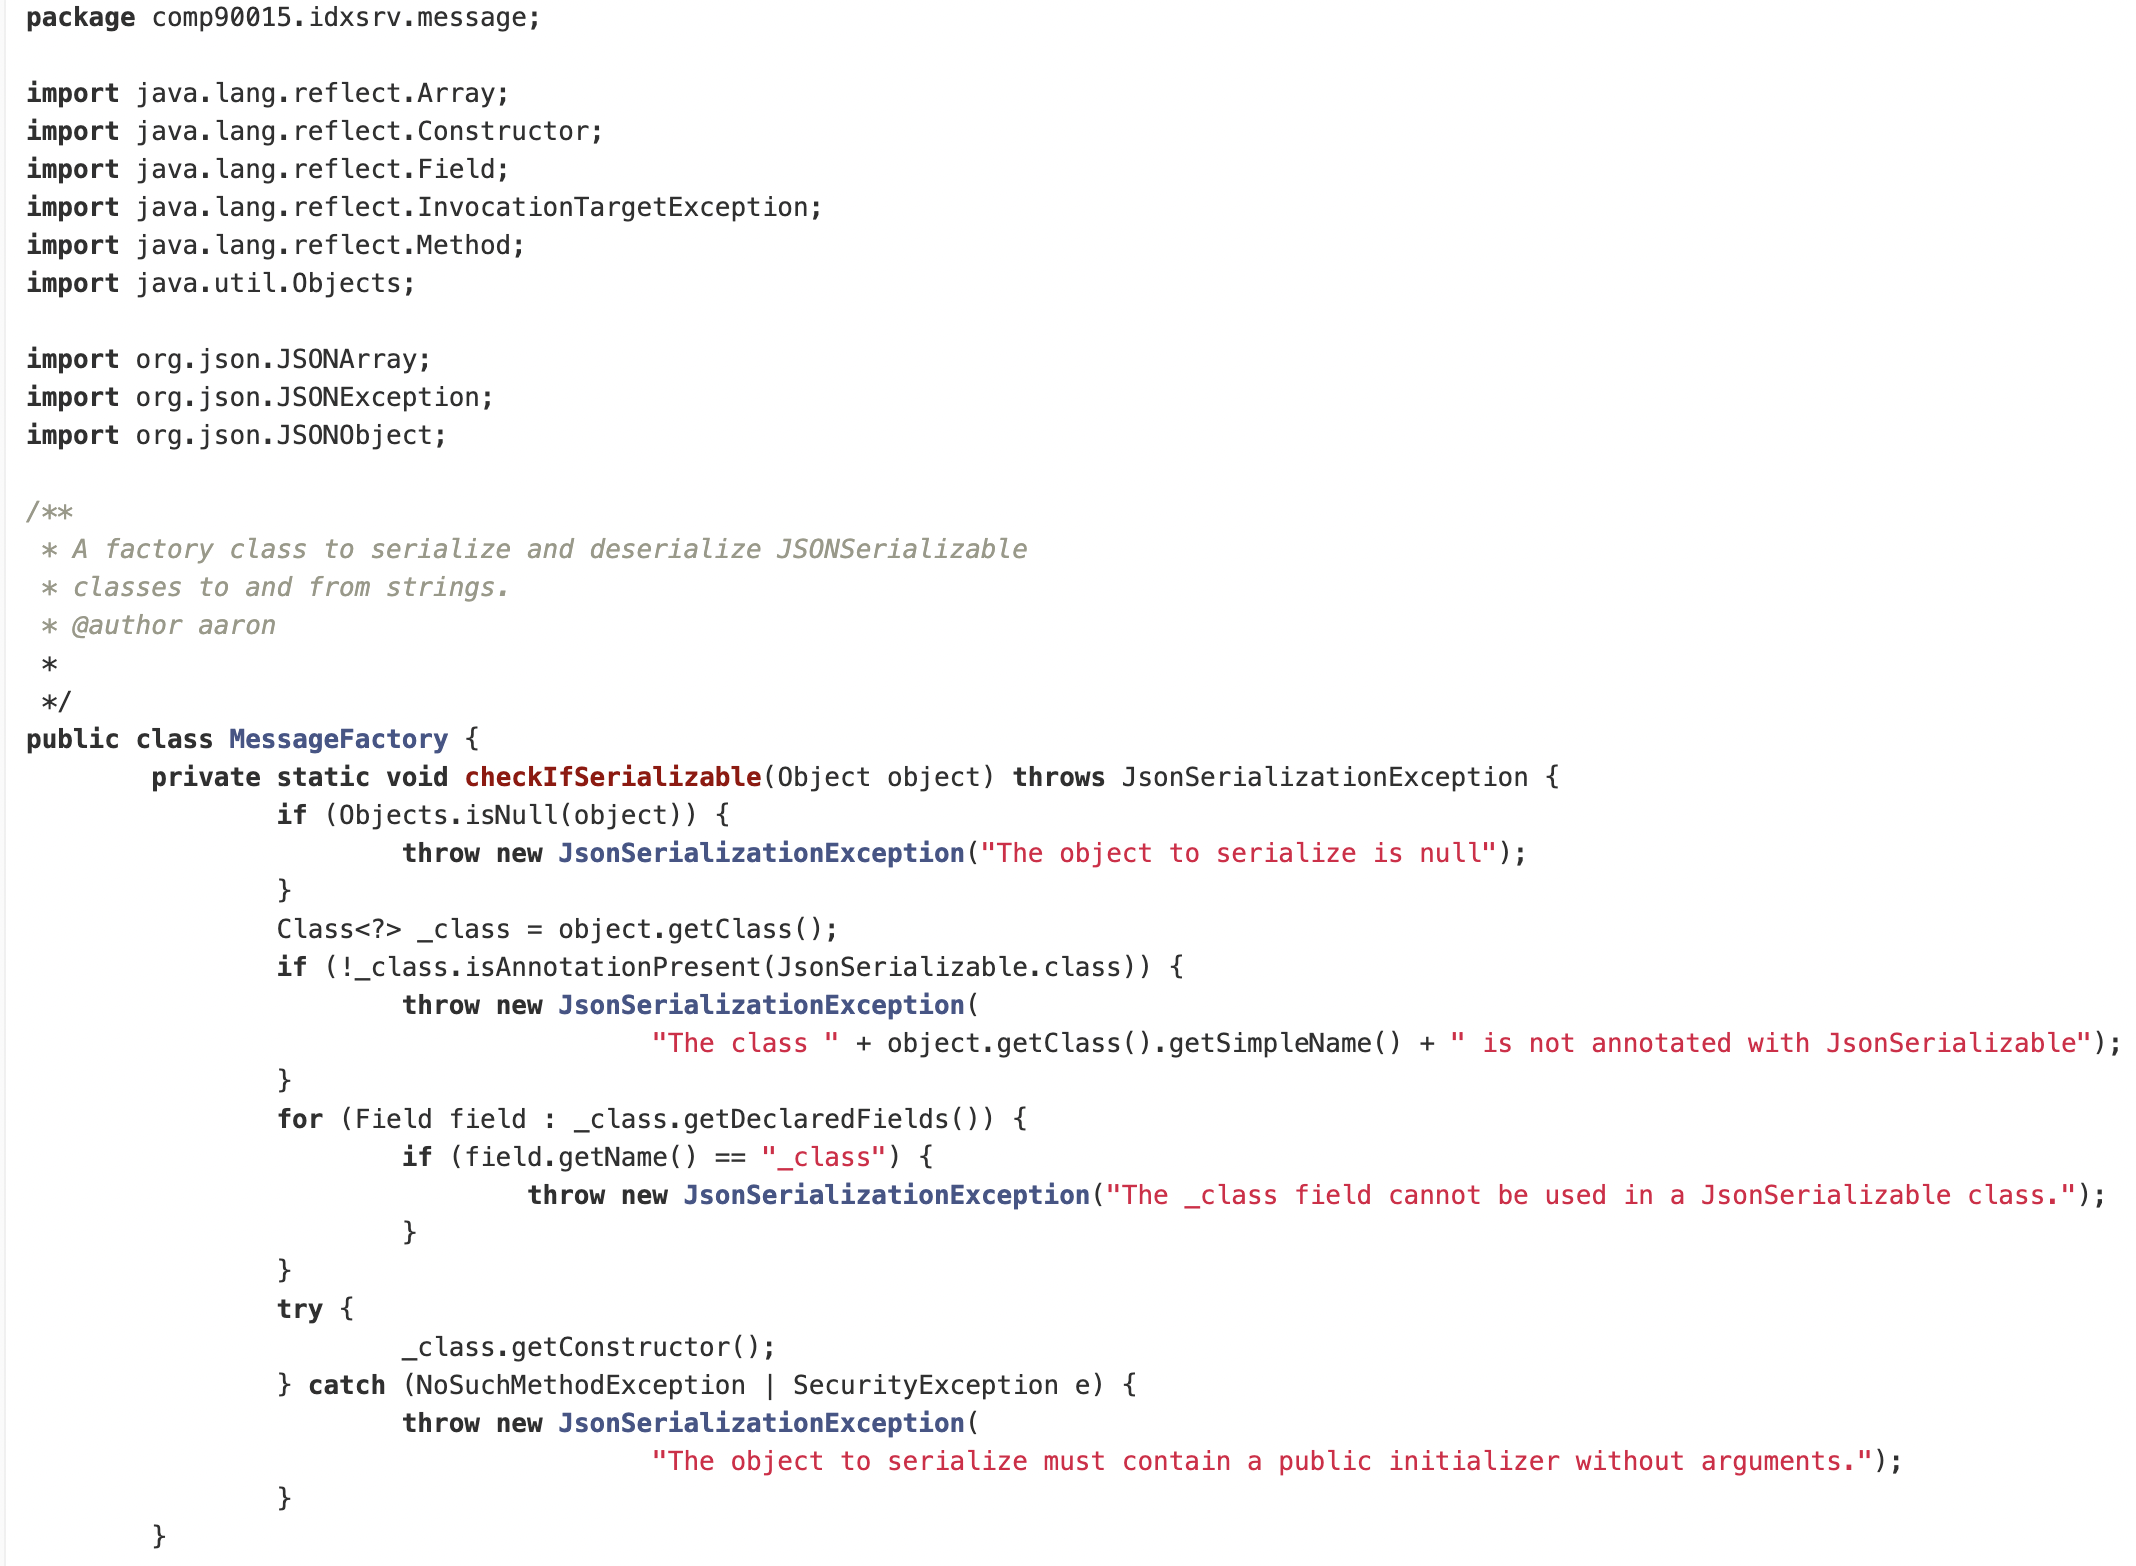 package comp90015.idxsrv.message;

import java.lang.reflect.Array;
import java.lang.reflect.Constructor;
import java.lang.reflect.Field;
import java.lang.reflect.InvocationTargetException;
import java.lang.reflect.Method;
import java.util.Objects;

import org.json.JSONArray;
import org.json.JSONException;
import org.json.JSONObject;

/**
 * A factory class to serialize and deserialize JSONSerializable
 * classes to and from strings.
 * @author aaron
 *
 */
public class MessageFactory {
        private static void checkIfSerializable(Object object) throws JsonSerializationException {
                if (Objects.isNull(object)) {
                        throw new JsonSerializationException("The object to serialize is null");
                }
                Class<?> _class = object.getClass();
                if (!_class.isAnnotationPresent(JsonSerializable.class)) {
                        throw new JsonSerializationException(
                                        "The class " + object.getClass().getSimpleName() + " is not annotated with JsonSerializable");
                }
                for (Field field : _class.getDeclaredFields()) {
                        if (field.getName() == "_class") {
                                throw new JsonSerializationException("The _class field cannot be used in a JsonSerializable class.");
                        }
                }
                try {
                        _class.getConstructor();
                } catch (NoSuchMethodException | SecurityException e) {
                        throw new JsonSerializationException(
                                        "The object to serialize must contain a public initializer without arguments.");
                }
        }